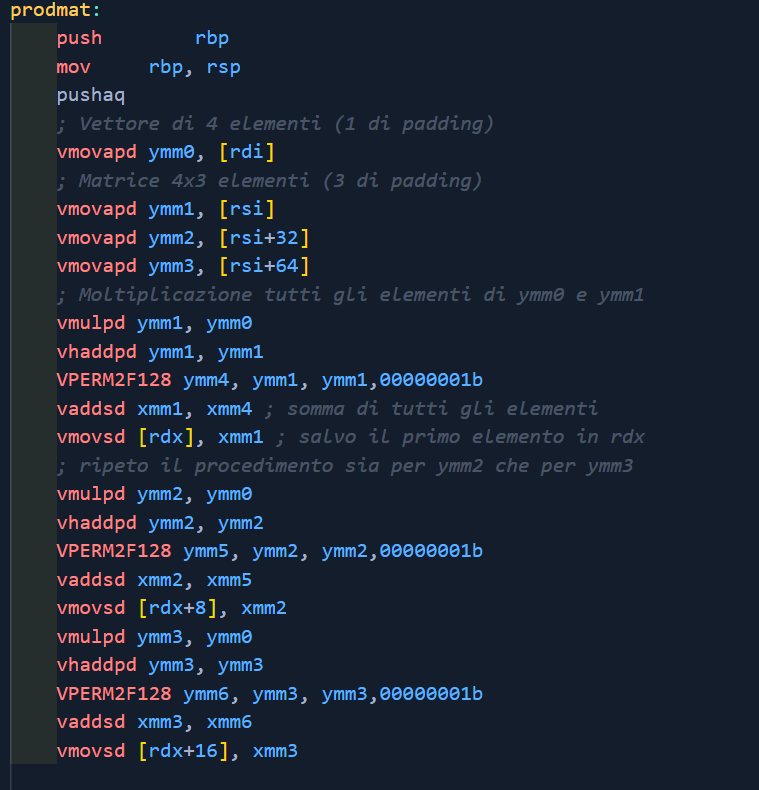 prodmat:
push rbp
mov rbp, rsp
pushaq
; Vettore di 4 elementi (1 di padding)
vmovapd ymm0, [rdi]
; Matrice 4x3 elementi (3 di padding)
vmovapd ymm1, [rsi]
vmovapd ymm2, [rsi+32]
vmovapd ymm3, [rsi+64]
; Moltiplicazione tutti gli elementi di ymm0 e ymm1
vmulpd ymm1, ymm0
vhaddpd ymm1, ymm1
VPERM2F128 ymm4, ymm1, ymm1,00000001b
vaddsd xmm1, xmm4 ; somma di tutti gli elementi
vmovsd [rdx], xmm1 ; salvo il primo elemento in rdx
; ripeto il procedimento sia per ymm2 che per ymm3
vmulpd ymm2, ymm0
vhaddpd ymm2, ymm2
VPERM2F128 ymm5, ymm2, ymm2,00000001b
vaddsd xmm2, xmm5
vmovsd [rdx+8], xmm2
vmulpd ymm3, ymm0
vhaddpd ymm3, ymm3
VPERM2F128 ymm6, ymm3, ymm3,00000001b
vaddsd xmm3, xmm6
vmovsd [rdx+16], xmm3